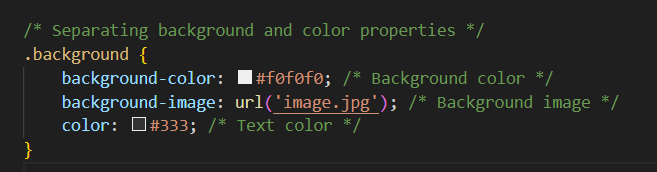 /* Separating background and color properties */
.background {
    background-color: #f0f0f0; /* Background color */
    background-image: url('image.jpg'); /* Background image */
    color: #333; /* Text color */
}